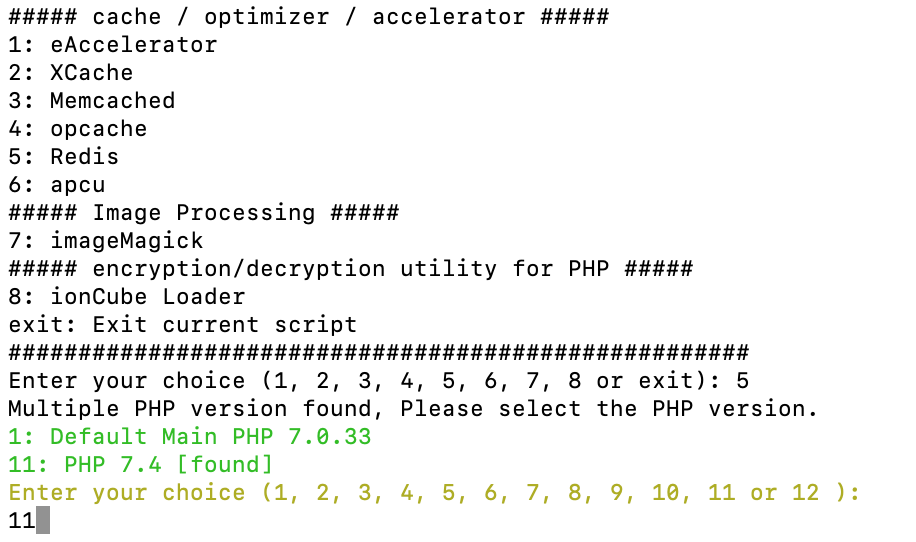 ##### cache / optimizer / accelerator #####
1: eAccelerator
2: XCache
3: Memcached
4: opcache
5: Redis
6: apcu
##### Image Processing #####
7: imageMagick
##### encryption/decryption utility for PHP #####
8: ionCube Loader
exit: Exit current script
#####################################################
Enter your choice (1, 2, 3, 4, 5, 6, 7, 8 or exit): 5
Multiple PHP version found, Please select the PHP version.
1: Default Main PHP 7.0.33
11: PHP 7.4 [found]
Enter your choice (1, 2, 3, 4, 5, 6, 7, 8, 9, 10, 11 or 12 ):
11